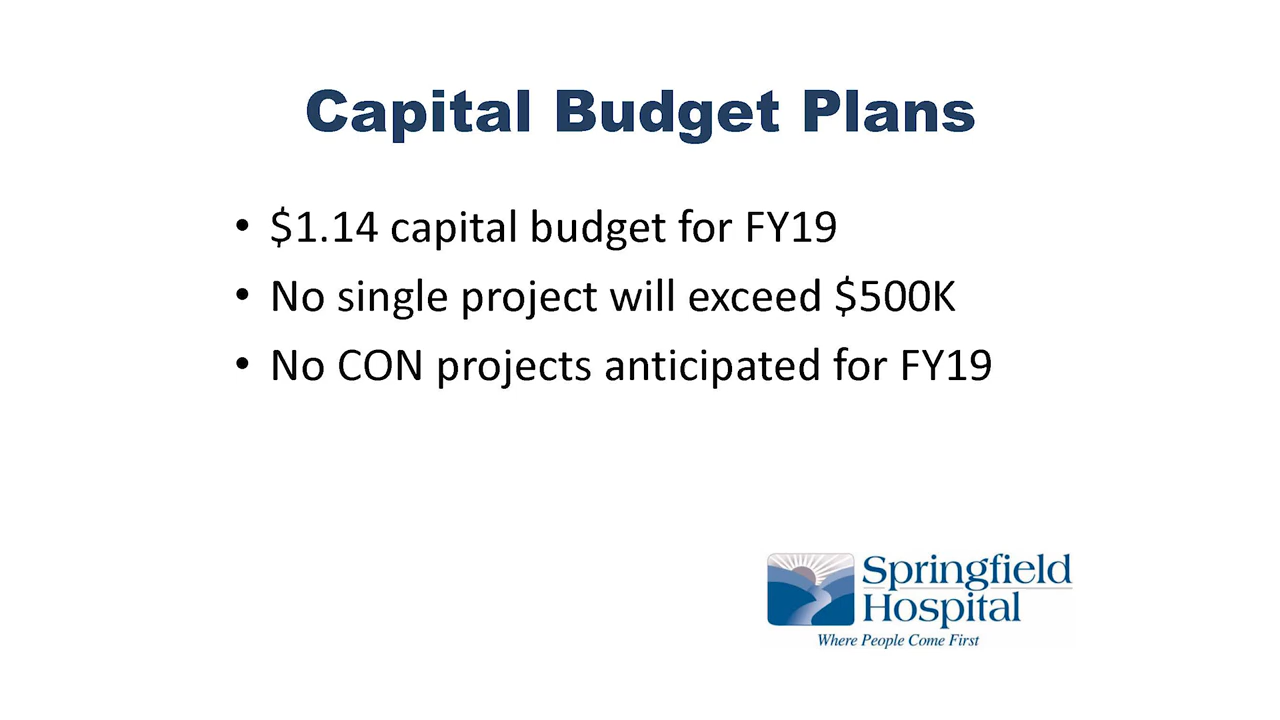 Capital Budget Plans
• $1.14 capital budget for FY19
• No single project will exceed $500K
• No CON projects anticipated for FY19
Springfield
Hospital
Where People Come First